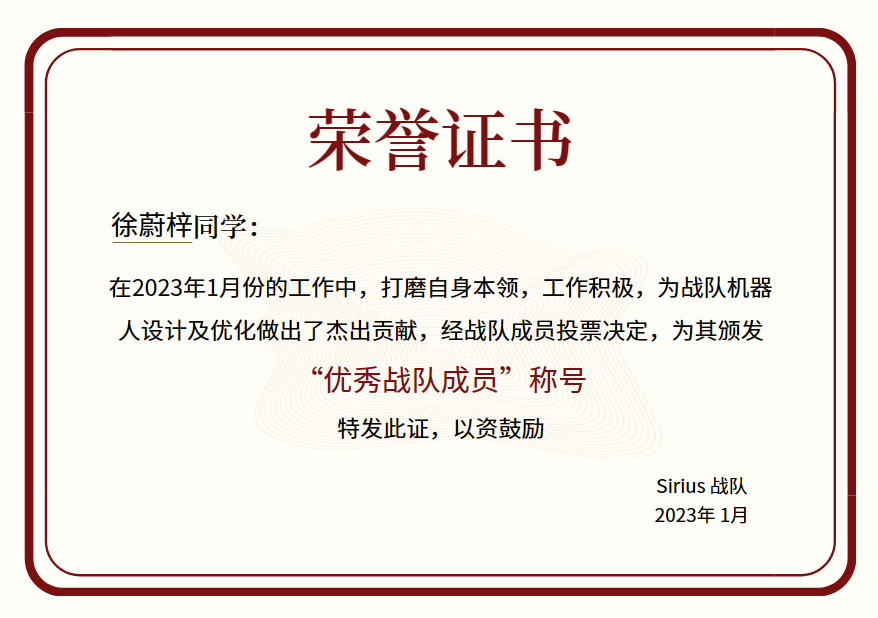 荣誉证书
徐蔚梓同学：
在2023年1月份的工作中，打磨自身本领，工作积极，为战队机器
人设计及优化做出了杰出贡献，经战队成员投票决定，为其颁发
“优秀战队成员”称号
特发此证，以资鼓励
Sirius 战队
2023年 1月